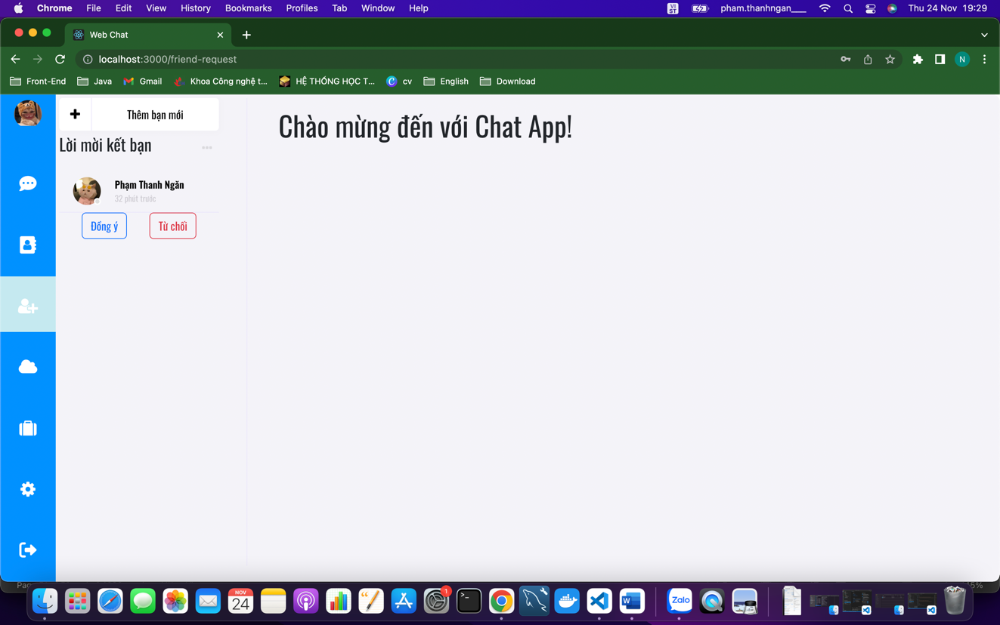 Chrome File Edit View History Bookmarks Profiles Tab Window Help VI ST pham.thanhngan___ Thu 24 Nov 19:29
Web Chat
localhost:3000/friend-request N
Front-End Java Gmail Khoa Công nghệ t... HỆ THỐNG HỌC T... cv English Download
Thêm bạn mới
Chào mừng đến với Chat App!
Lời mời kết bạn
Phạm Thanh Ngăn
32 phút trước
Đồng ý Từ chối
NOV
24
1
Zalo